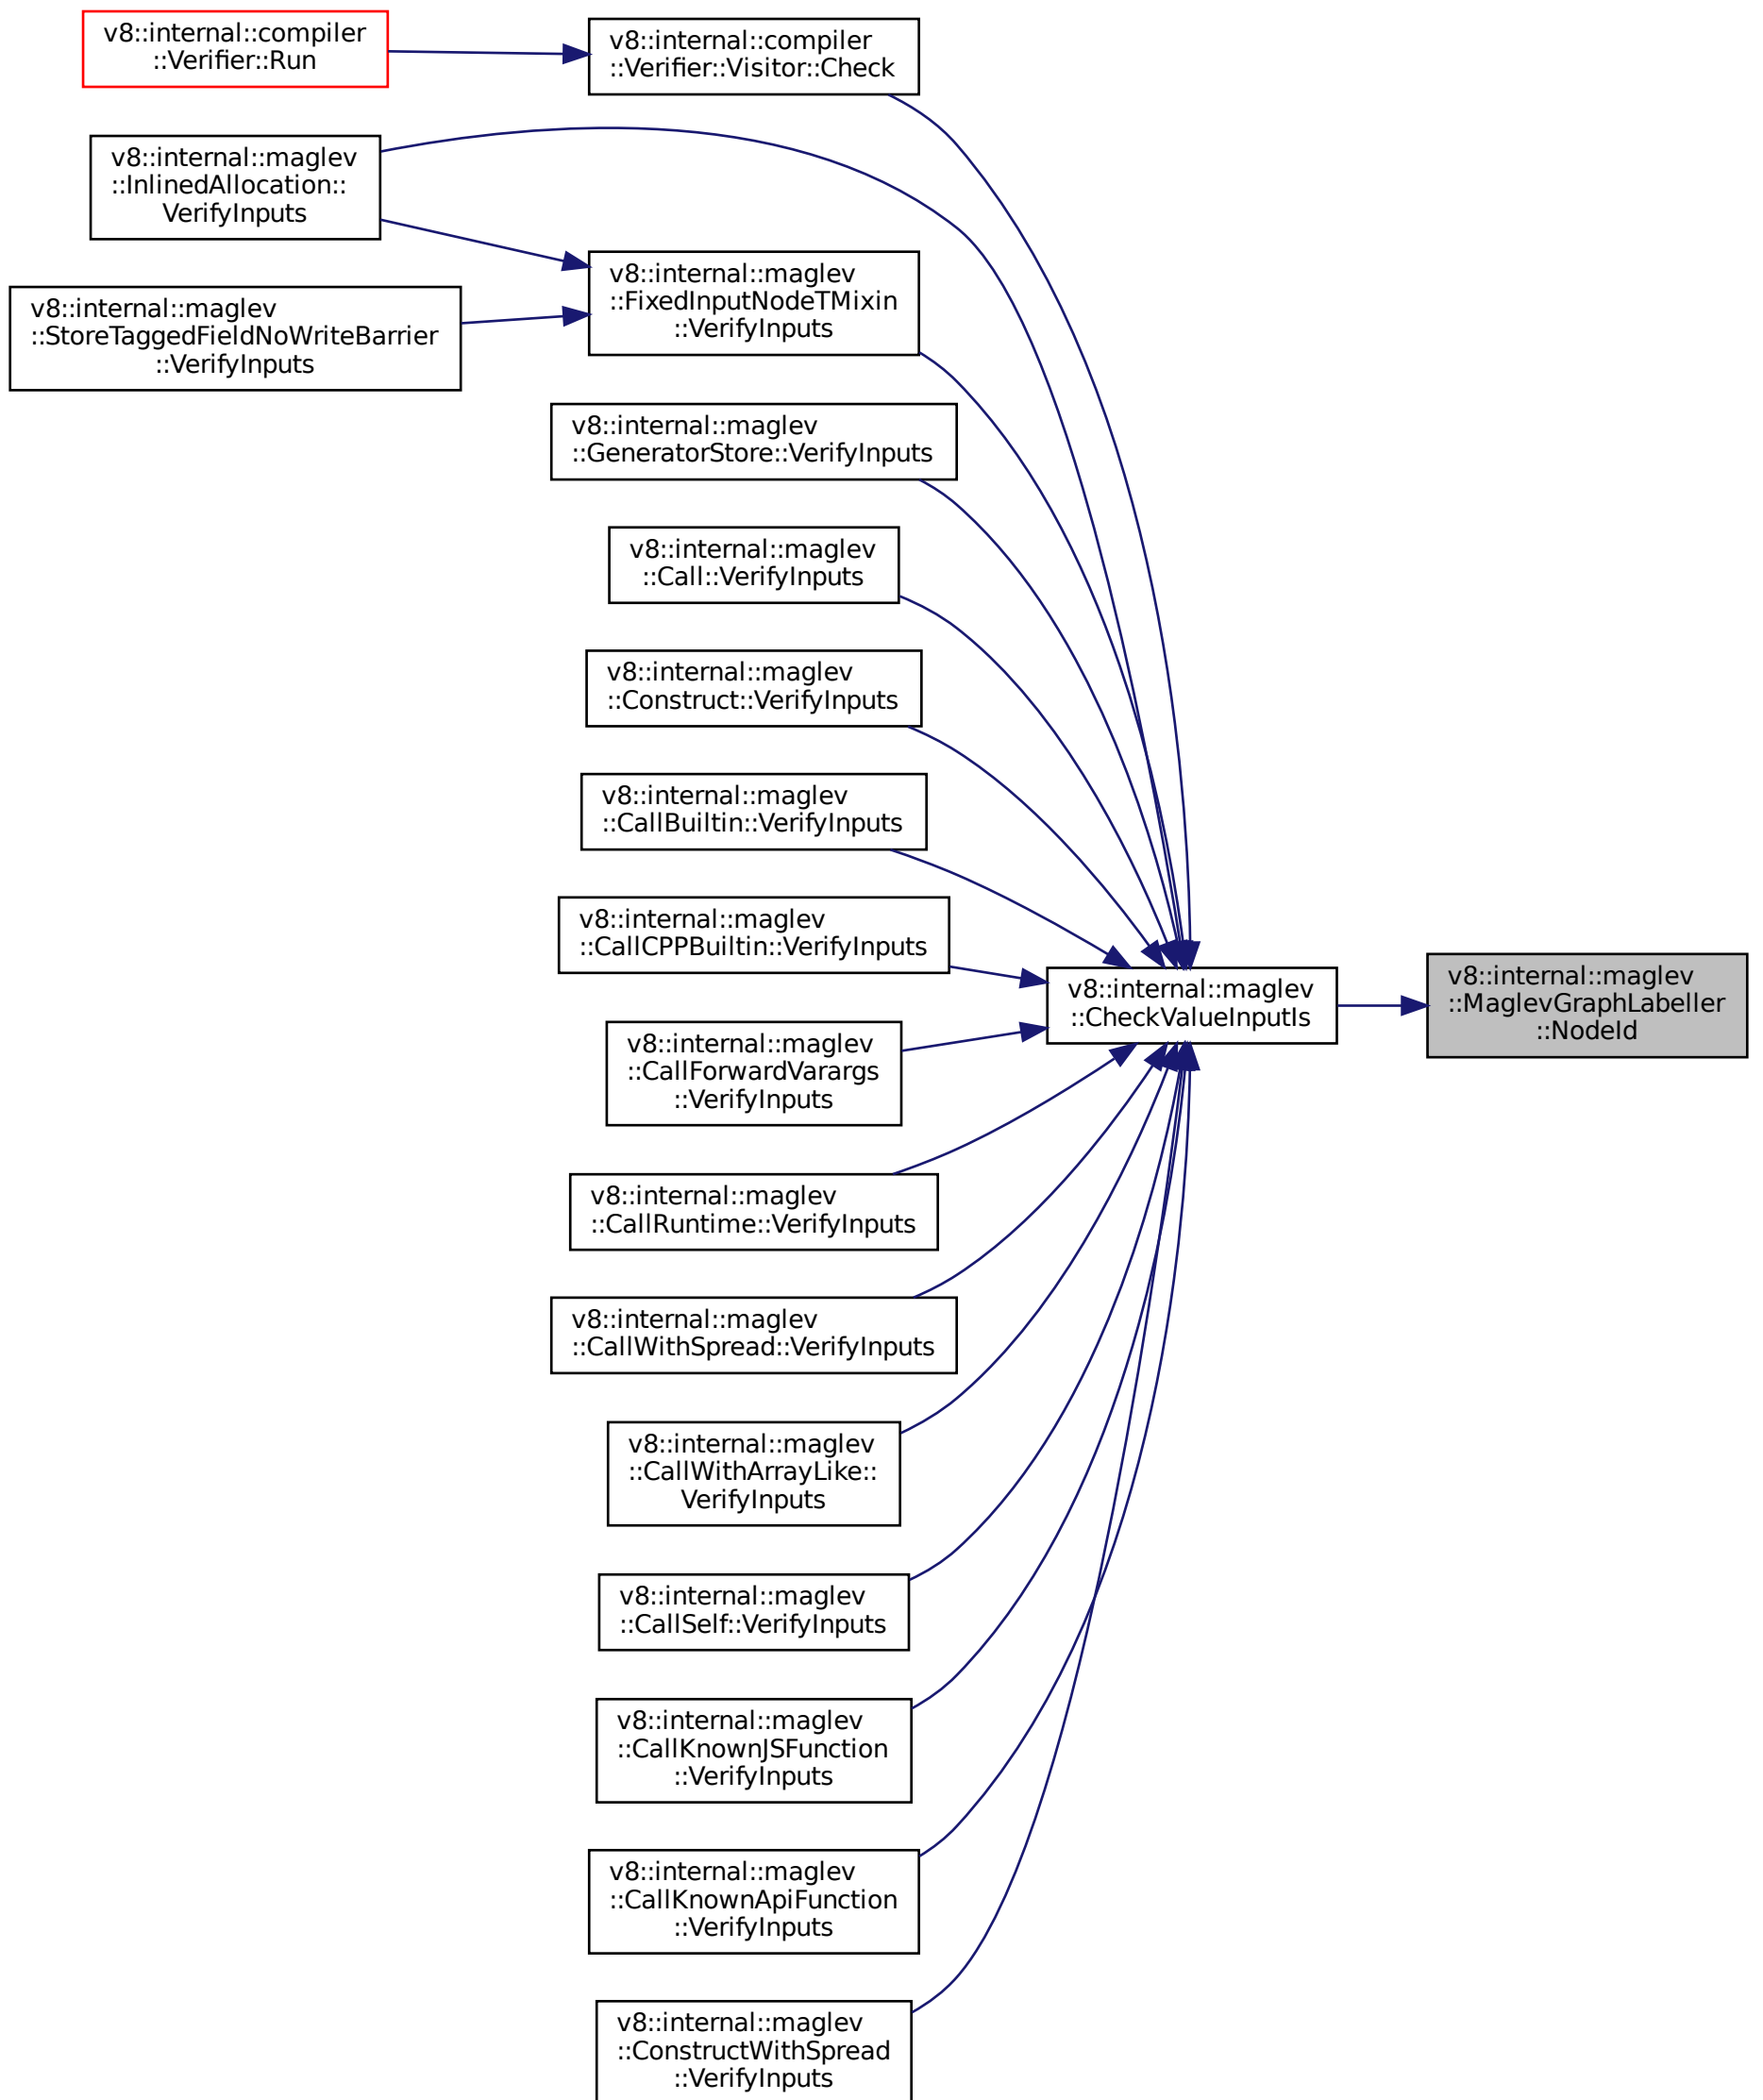 v8::internal::compiler
::Verifier::Run
v8::internal::compiler
::Verifier::Visitor::Check
v8::internal::maglev
::InlinedAllocation::
VerifyInputs
v8::internal::maglev
::FixedInputNodeTMixin
::VerifyInputs
v8::internal::maglev
::StoreTaggedFieldNoWriteBarrier
::VerifyInputs
v8::internal::maglev
::GeneratorStore::VerifyInputs
v8::internal::maglev
::Call::VerifyInputs
v8::internal::maglev
::Construct::VerifyInputs
v8::internal::maglev
::CallBuiltin::VerifyInputs
v8::internal::maglev
::CallCPPBuiltin::VerifyInputs
v8::internal::maglev
::CheckValueInputIs
v8::internal::maglev
::MaglevGraphLabeller
::NodeId
v8::internal::maglev
::CallForwardVarargs
::VerifyInputs
v8::internal::maglev
::CallRuntime::VerifyInputs
v8::internal::maglev
::CallWithSpread::VerifyInputs
v8::internal::maglev
::CallWithArrayLike::
VerifyInputs
v8::internal::maglev
::CallSelf::VerifyInputs
v8::internal::maglev
::CallKnownJSFunction
::VerifyInputs
v8::internal::maglev
::CallKnownApiFunction
::VerifyInputs
v8::internal::maglev
::ConstructWithSpread
::VerifyInputs